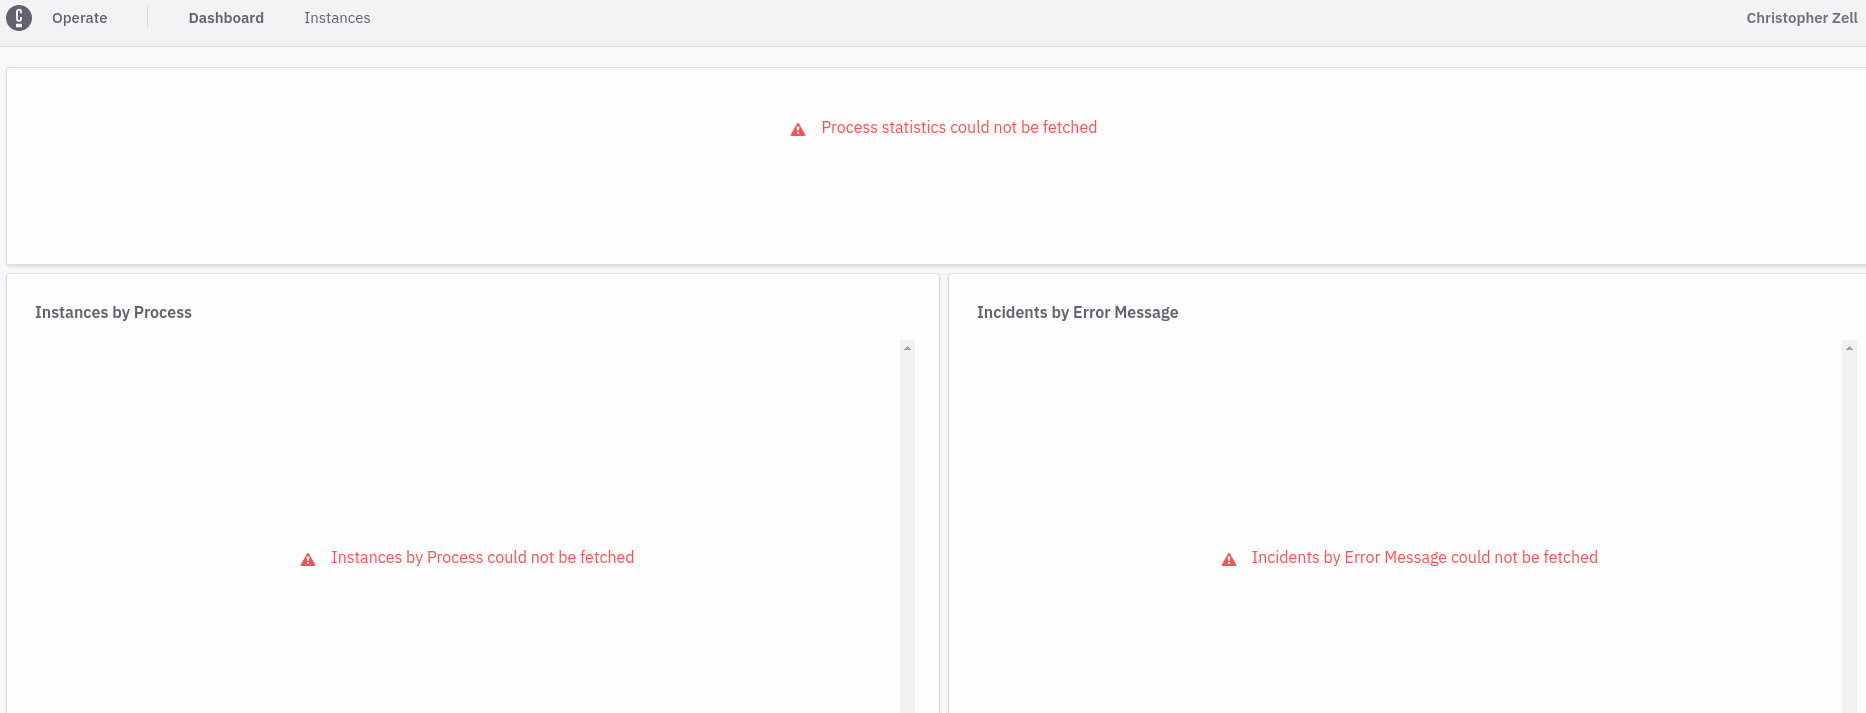 Operate Dashboard Instances Christopher Zell
Process statistics could not be fetched
Instances by Process
Incidents by Error Message
Instances by Process could not be fetched
Incidents by Error Message could not be fetched